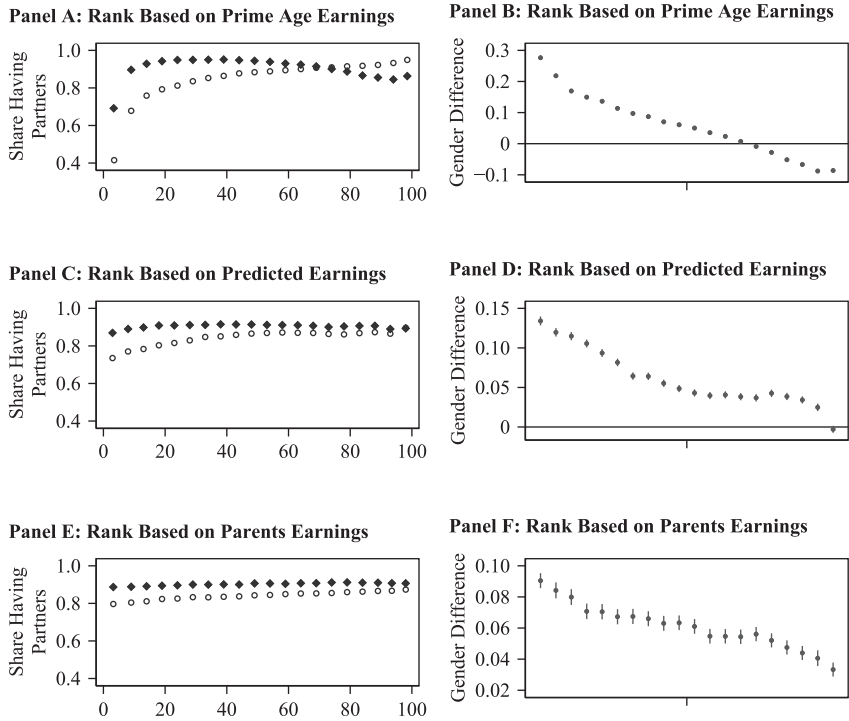 Panel A: Rank Based on Prime Age Earnings
Share Having
Partners
1.0
0.8
0.6
0.4
0
20
40
60
80
100
Panel B: Rank Based on Prime Age Earnings
Gender Difference
0.3
0.2
0.1
0
−0.1
Panel C: Rank Based on Predicted Earnings
Share Having
Partners
1.0
0.8
0.6
0.4
0
20
40
60
80
100
Panel D: Rank Based on Predicted Earnings
Gender Difference
0.15
0.10
0.05
0
Panel E: Rank Based on Parents Earnings
Share Having
Partners
1.0
0.8
0.6
0.4
0
20
40
60
80
100
Panel F: Rank Based on Parents Earnings
Gender Difference
0.10
0.08
0.06
0.04
0.02